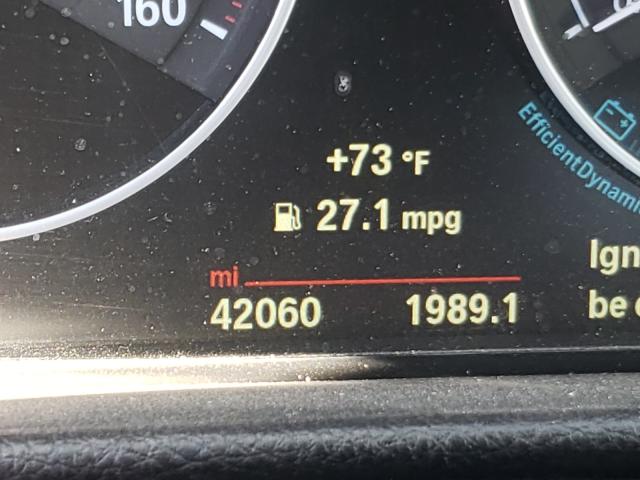 160
+73 °F
27.1 mpg
mi
42060 1989.1
EfficientDynami
Ign
be